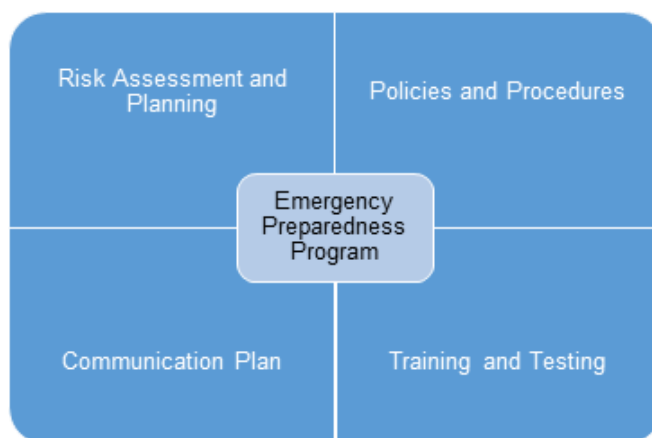 Risk Assessment and
Planning
Policies and Procedures
Emergency
Preparedness
Program
Communication Plan
Training and Testing